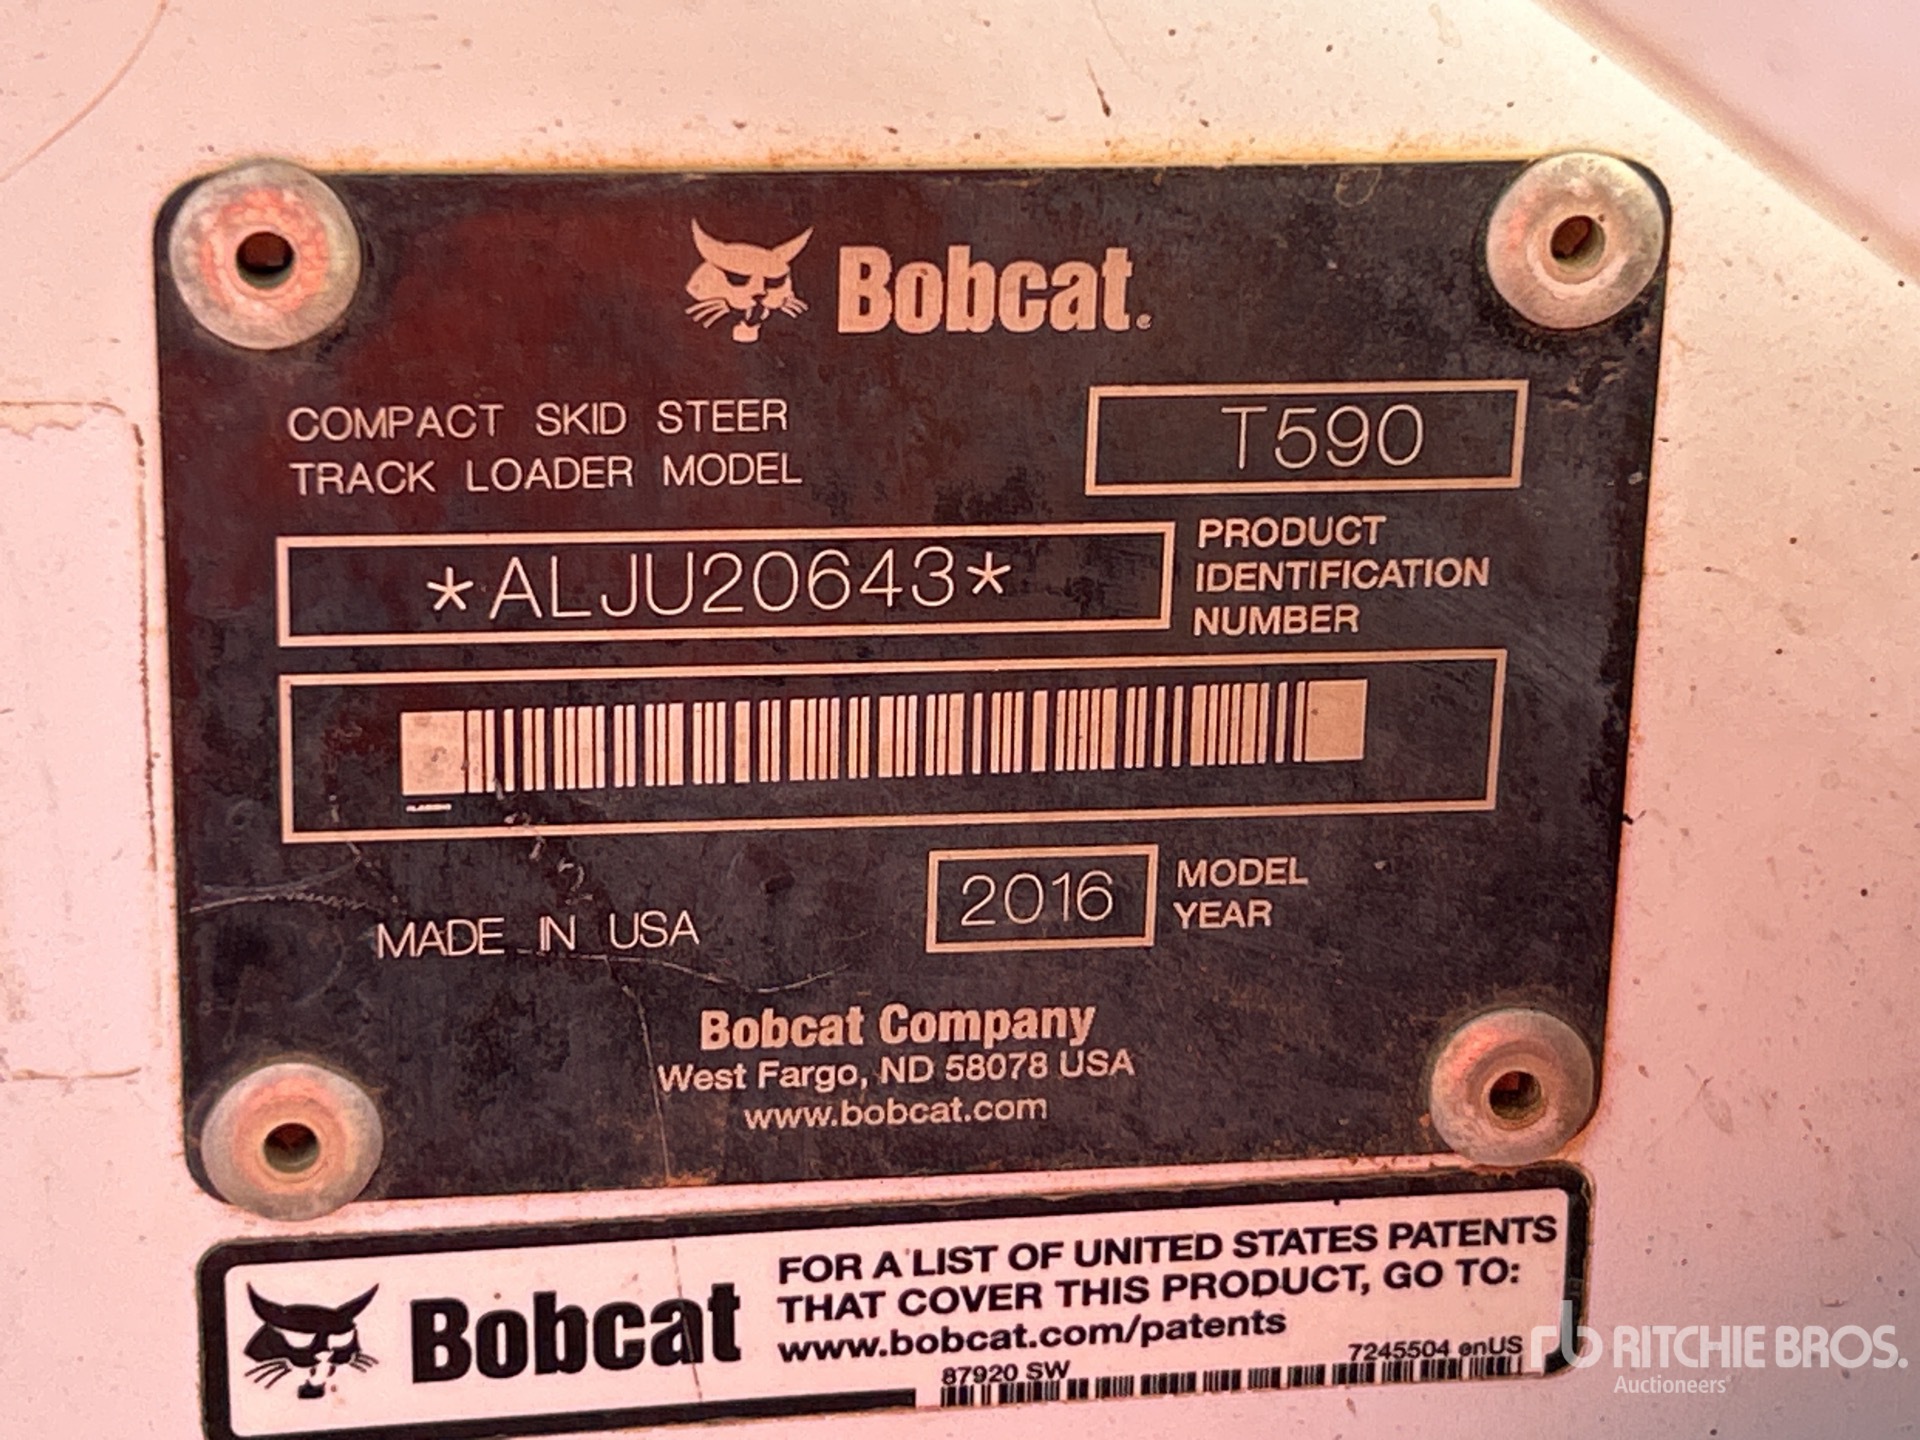 Bobcat.
COMPACT SKID STEER
TRACK LOADER MODEL
T590
*ALJU20643*
PRODUCT
IDENTIFICATION
NUMBER
MADE IN USA
2016
MODEL
YEAR
Bobcat Company
West Fargo, ND 58078 USA
www.bobcat.com
Bobcat
FOR A LIST OF UNITED STATES PATENTS
THAT COVER THIS PRODUCT, GO TO:
www.bobcat.com/patents
87920 SW
7245504 enUS
rb RITCHIE BROS.
Auctioneers